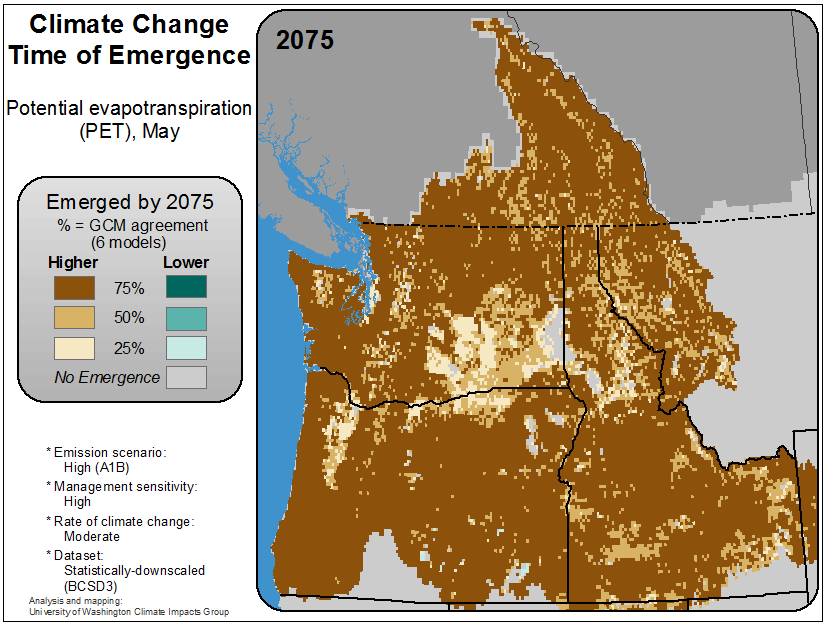 Climate Change
Time of Emergence
Potential evapotranspiration
(PET), May
2075
Emerged by 2075
% = GCM agreement
(6 models)
Higher Lower
75%
50%
25%
No Emergence
* Emission scenario:
High (A1B)
* Management sensitivity:
High
* Rate of climate change:
Moderate
* Dataset:
Statistically-downscaled
(BCSD3)
Analysis and mapping:
University of Washington Climate Impacts Group